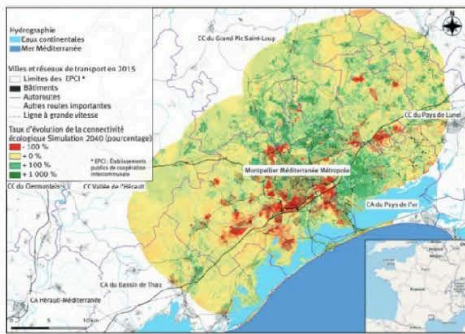 Hydrographie
Eaux continentales
Mer Méditerranée
Villes et réseaux de transport en 2015
Limites des EPCI *
Bâtiments
Autoroutes
Autres routes importantes
Ligne à grande vitesse
Taux d'évolution de la connectivité
écologique Simulation 2040 (pourcentage)
- 100 %
+ 0 %
+ 100 %
+ 1 000 %
* EPCI : Établissements
publics de coopération
intercommunale
CC du Grand Pic Saint-Loup
CC du Pays de Lunel
Montpellier Méditerranée Métropole
CC du Clermontais
CC Vallée de l'Hérault
CA du Pays de l'or
CA du Bassin de Thau
CA Hérault-Méditerranée
N